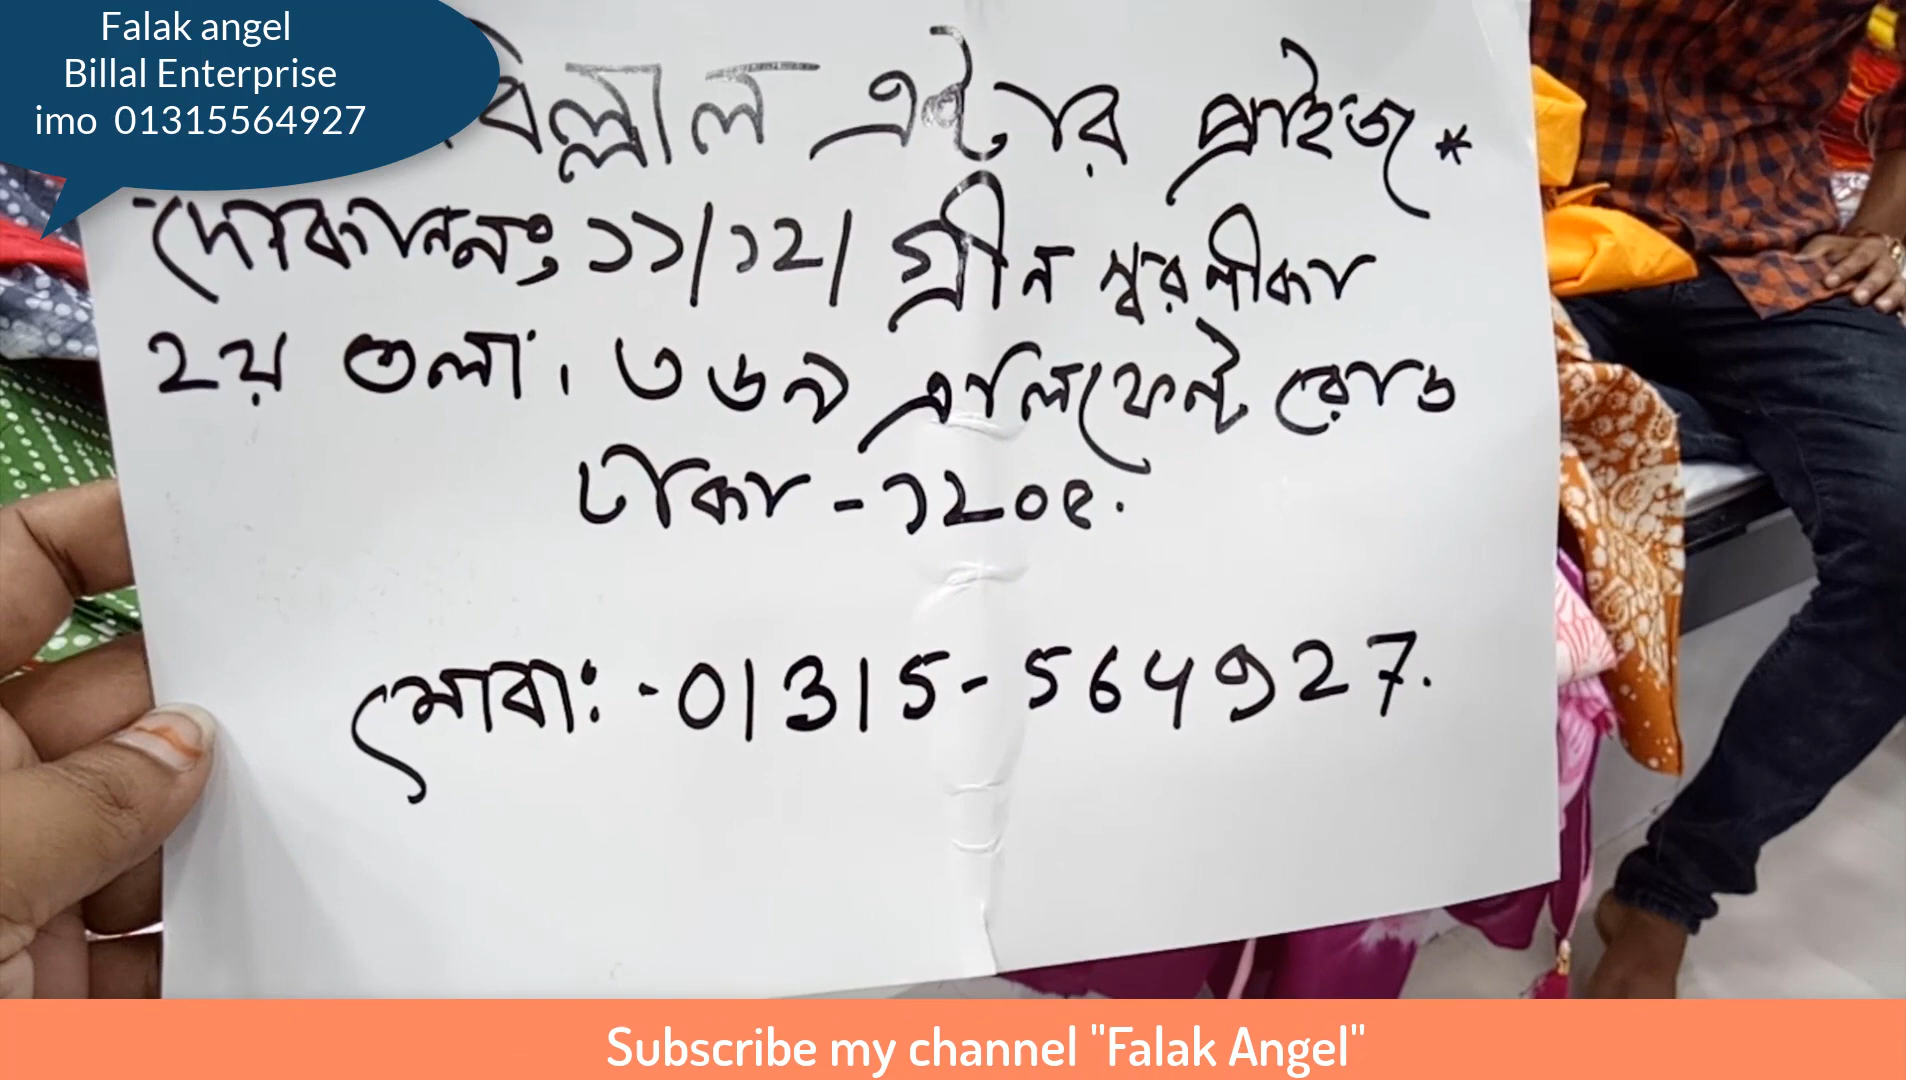 Falak angel
Billal Enterprise
imo 01315564927
বিল্লাল এন্টার প্রাইজ *
দোকান নং; ১১/১২/ গ্রীন স্বরনীকা
২য় তলা। ৩৬৯ এলিফেন্ট রোড
ঢাকা - ১২০৫.
মোবা: - 01315 - 564927.
Subscribe my channel "Falak Angel"